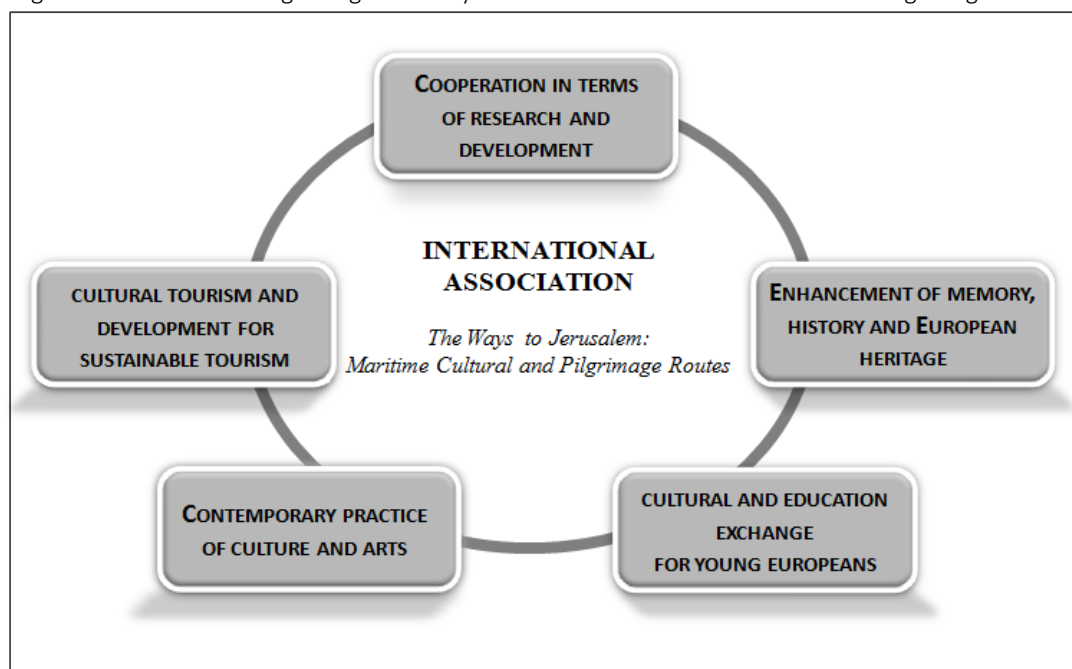 COOPERATION IN TERMS
OF RESEARCH AND
DEVELOPMENT
INTERNATIONAL
ASSOCIATION
The Ways to Jerusalem:
Maritime Cultural and Pilgrimage Routes
CULTURAL TOURISM AND
DEVELOPMENT FOR
SUSTAINABLE TOURISM
ENHANCEMENT OF MEMORY,
HISTORY AND EUROPEAN
HERITAGE
CONTEMPORARY PRACTICE
OF CULTURE AND ARTS
CULTURAL AND EDUCATION
EXCHANGE
FOR YOUNG EUROPEANS